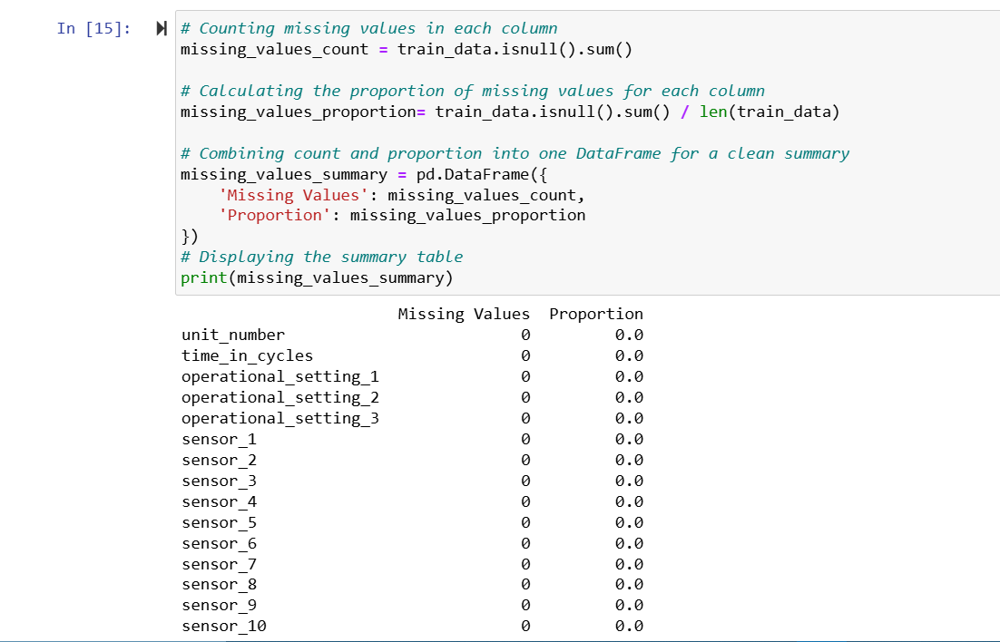 In [15]:
# Counting missing values in each column
missing_values_count = train_data.isnull().sum()
# Calculating the proportion of missing values for each column
missing_values_proportion= train_data.isnull().sum() / len(train_data)
# Combining count and proportion into one DataFrame for a clean summary
missing_values_summary = pd.DataFrame({
    'Missing Values': missing_values_count,
    'Proportion': missing_values_proportion
})
# Displaying the summary table
print(missing_values_summary)
                       Missing Values  Proportion
unit_number                         0         0.0
time_in_cycles                      0         0.0
operational_setting_1               0         0.0
operational_setting_2               0         0.0
operational_setting_3               0         0.0
sensor_1                            0         0.0
sensor_2                            0         0.0
sensor_3                            0         0.0
sensor_4                            0         0.0
sensor_5                            0         0.0
sensor_6                            0         0.0
sensor_7                            0         0.0
sensor_8                            0         0.0
sensor_9                            0         0.0
sensor_10                           0         0.0